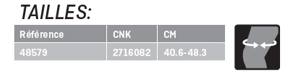 TAILLES:
Référence CNK CM
48579 2716082 40.6-48.3